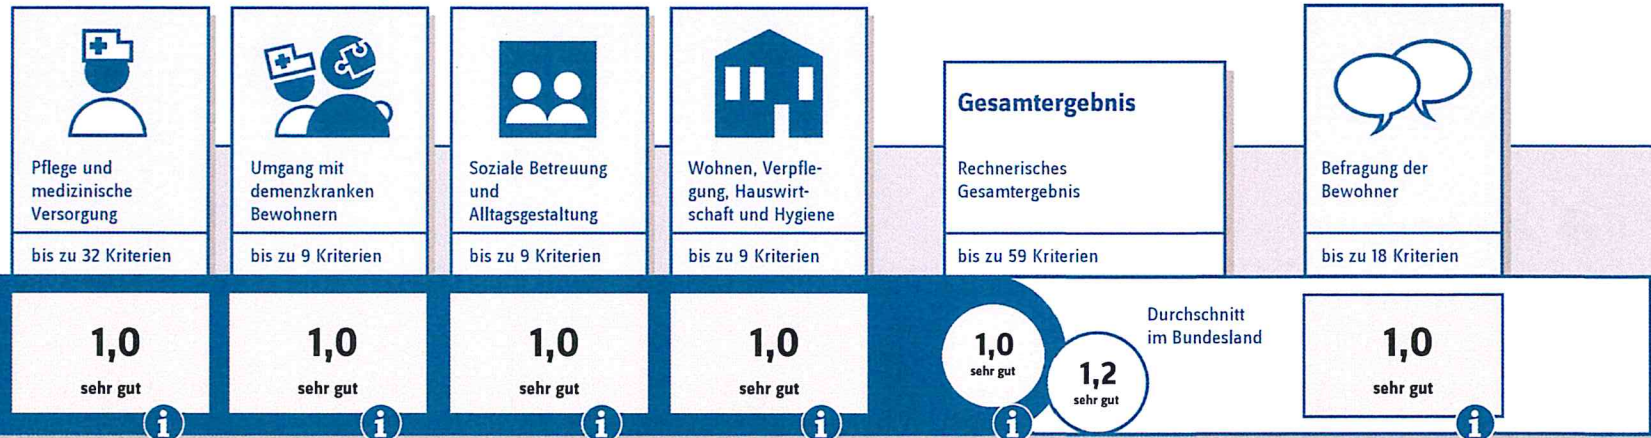 Pflege und
medizinische
Versorgung
bis zu 32 Kriterien
1,0
sehr gut
i
Umgang mit
demenzkranken
Bewohnern
bis zu 9 Kriterien
1,0
sehr gut
i
Soziale Betreuung
und
Alltagsgestaltung
bis zu 9 Kriterien
1,0
sehr gut
i
Wohnen, Verpfle-
gung, Hauswirt-
schaft und Hygiene
bis zu 9 Kriterien
1,0
sehr gut
i
Gesamtergebnis
Rechnerisches
Gesamtergebnis
bis zu 59 Kriterien
1,0
sehr gut
i
Durchschnitt
im Bundesland
1,2
sehr gut
Befragung der
Bewohner
bis zu 18 Kriterien
1,0
sehr gut
i